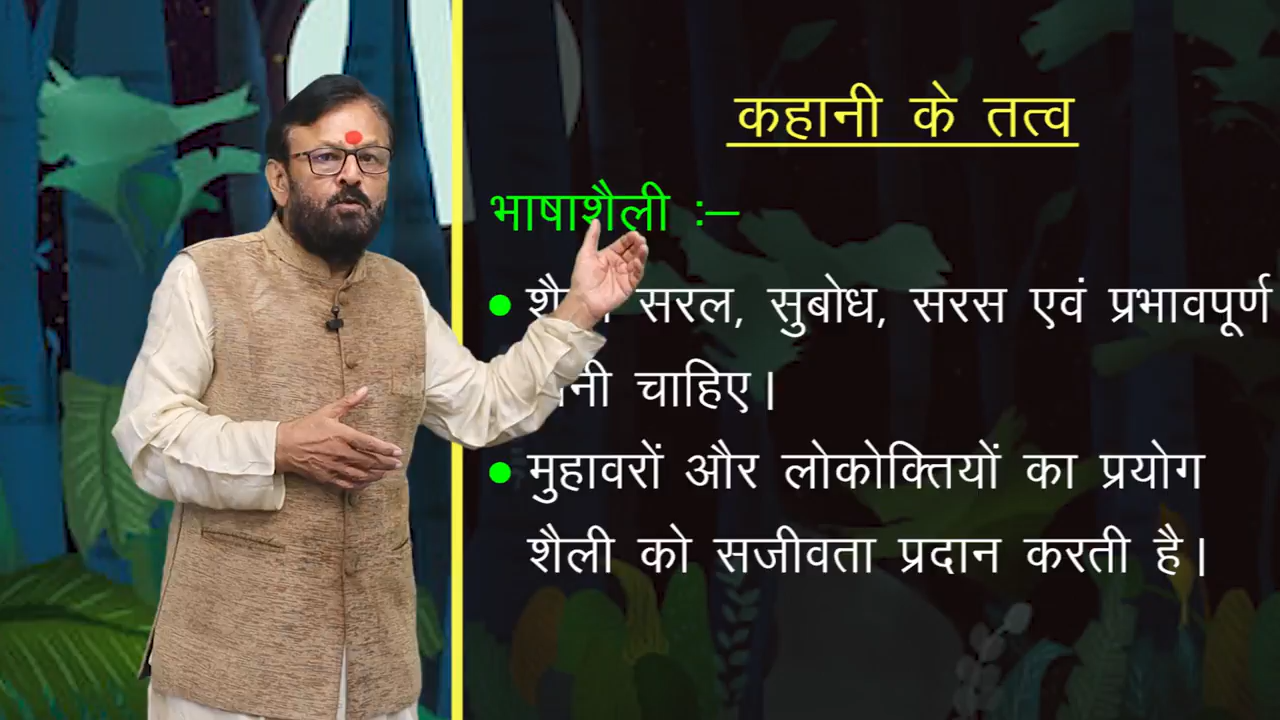 कहानी के तत्व
भाषाशैली :–
• सरल, सुबोध, सरस एवं प्रभावपूर्ण
चाहिए।
• मुहावरों और लोकोक्तियों का प्रयोग
शैली को सजीवता प्रदान करती है।